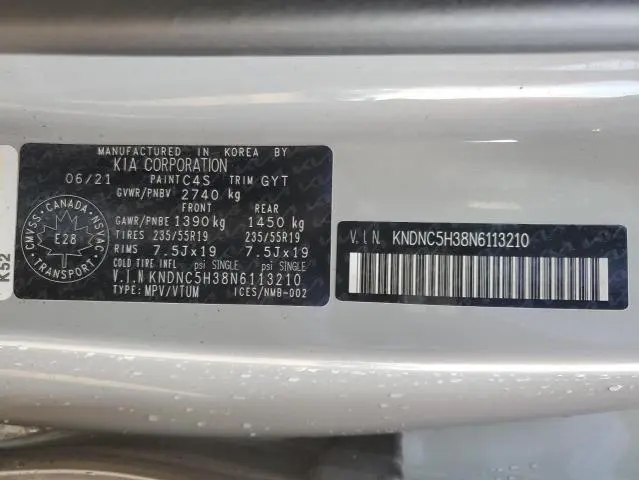 MANUFACTURED IN KOREA BY
KIA CORPORATION
06/21 PAINT C4S TRIM GYT
GVWR/PNBV 2740 kg
FRONT REAR
GAWR/PNBE 1390kg 1450 kg
TIRES 235/55R19 235/55R19
RIMS 7.5Jx19 7.5Jx19
COLD TIRE INFL psi SINGLE psi SINGLE
V.I.N KNDNC5H38N6113210
TYPE: MPV/VTUM ICES/NMB-002
CANADA
CMVSS
NSVAC
E28
TRANSPORT
K52
V.I.N. KNDNC5H38N6113210